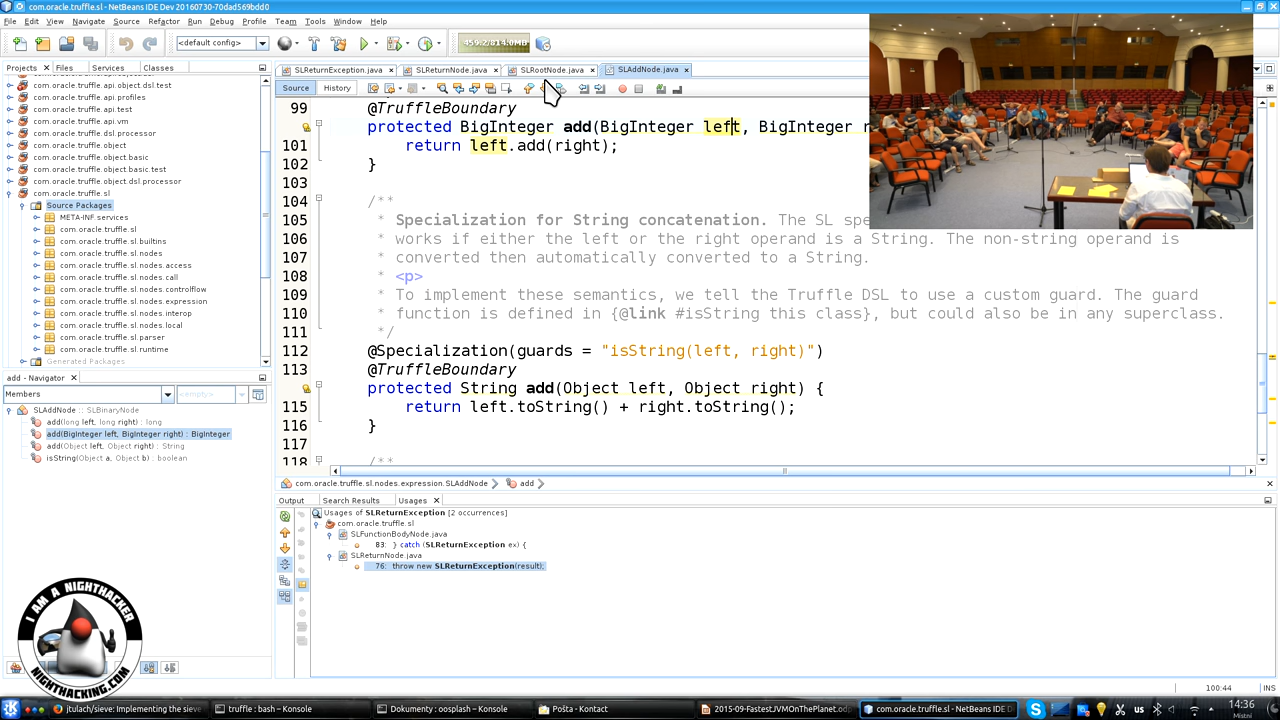 com.oracle.truffle.sl - NetBeans IDE Dev 20160730-70dad569bdd0
File Edit View Navigate Source Refactor Run Debug Profile Team Tools Window Help
<default config>
459.2/814.0MB
Projects Files Services Classes
SLReturnException.java SLReturnNode.java SLRootNode.java SLAddNode.java
Source History
com.oracle.truffle.api.object.dsl.test
com.oracle.truffle.api.profiles
com.oracle.truffle.api.test
com.oracle.truffle.api.vm
com.oracle.truffle.dsl.processor
com.oracle.truffle.object
com.oracle.truffle.object.basic
com.oracle.truffle.object.basic.test
com.oracle.truffle.object.dsl.processor
com.oracle.truffle.sl
Source Packages
META-INF.services
com.oracle.truffle.sl
com.oracle.truffle.sl.builtins
com.oracle.truffle.sl.nodes
com.oracle.truffle.sl.nodes.access
com.oracle.truffle.sl.nodes.call
com.oracle.truffle.sl.nodes.controlflow
com.oracle.truffle.sl.nodes.expression
com.oracle.truffle.sl.nodes.interop
com.oracle.truffle.sl.nodes.local
com.oracle.truffle.sl.parser
com.oracle.truffle.sl.runtime
Generated Packages
99 @TruffleBoundary
protected BigInteger add(BigInteger left, BigInteger r
101 return left.add(right);
102 }
103
104 /**
105 * Specialization for String concatenation. The SL spe
106 * works if either the left or the right operand is a String. The non-string operand is
107 * converted then automatically converted to a String.
108 * <p>
109 * To implement these semantics, we tell the Truffle DSL to use a custom guard. The guard
110 * function is defined in {@link #isString this class}, but could also be in any superclass.
111 */
112 @Specialization(guards = "isString(left, right)")
113 @TruffleBoundary
protected String add(Object left, Object right) {
115 return left.toString() + right.toString();
116 }
117
118 /**
add - Navigator
Members <empty>
SLAddNode :: SLBinaryNode
add(long left, long right) : long
add(BigInteger left, BigInteger right) : BigInteger
add(Object left, Object right) : String
isString(Object a, Object b) : boolean
com.oracle.truffle.sl.nodes.expression.SLAddNode add
Output Search Results Usages
Usages of SLReturnException [2 occurrences]
com.oracle.truffle.sl
SLFunctionBodyNode.java
83: } catch (SLReturnException ex) {
SLReturnNode.java
76: throw new SLReturnException(result);
I AM A NIGHTHACKER
NIGHTHACKING.COM
100:44 INS
jtulach/sieve: Implementing the sieve truffle : bash – Konsole Dokumenty : oosplash – Konsole Pošta – Kontact 2015-09-FastestJVMOnThePlanet.odp com.oracle.truffle.sl - NetBeans IDE D us 14:36
Místní